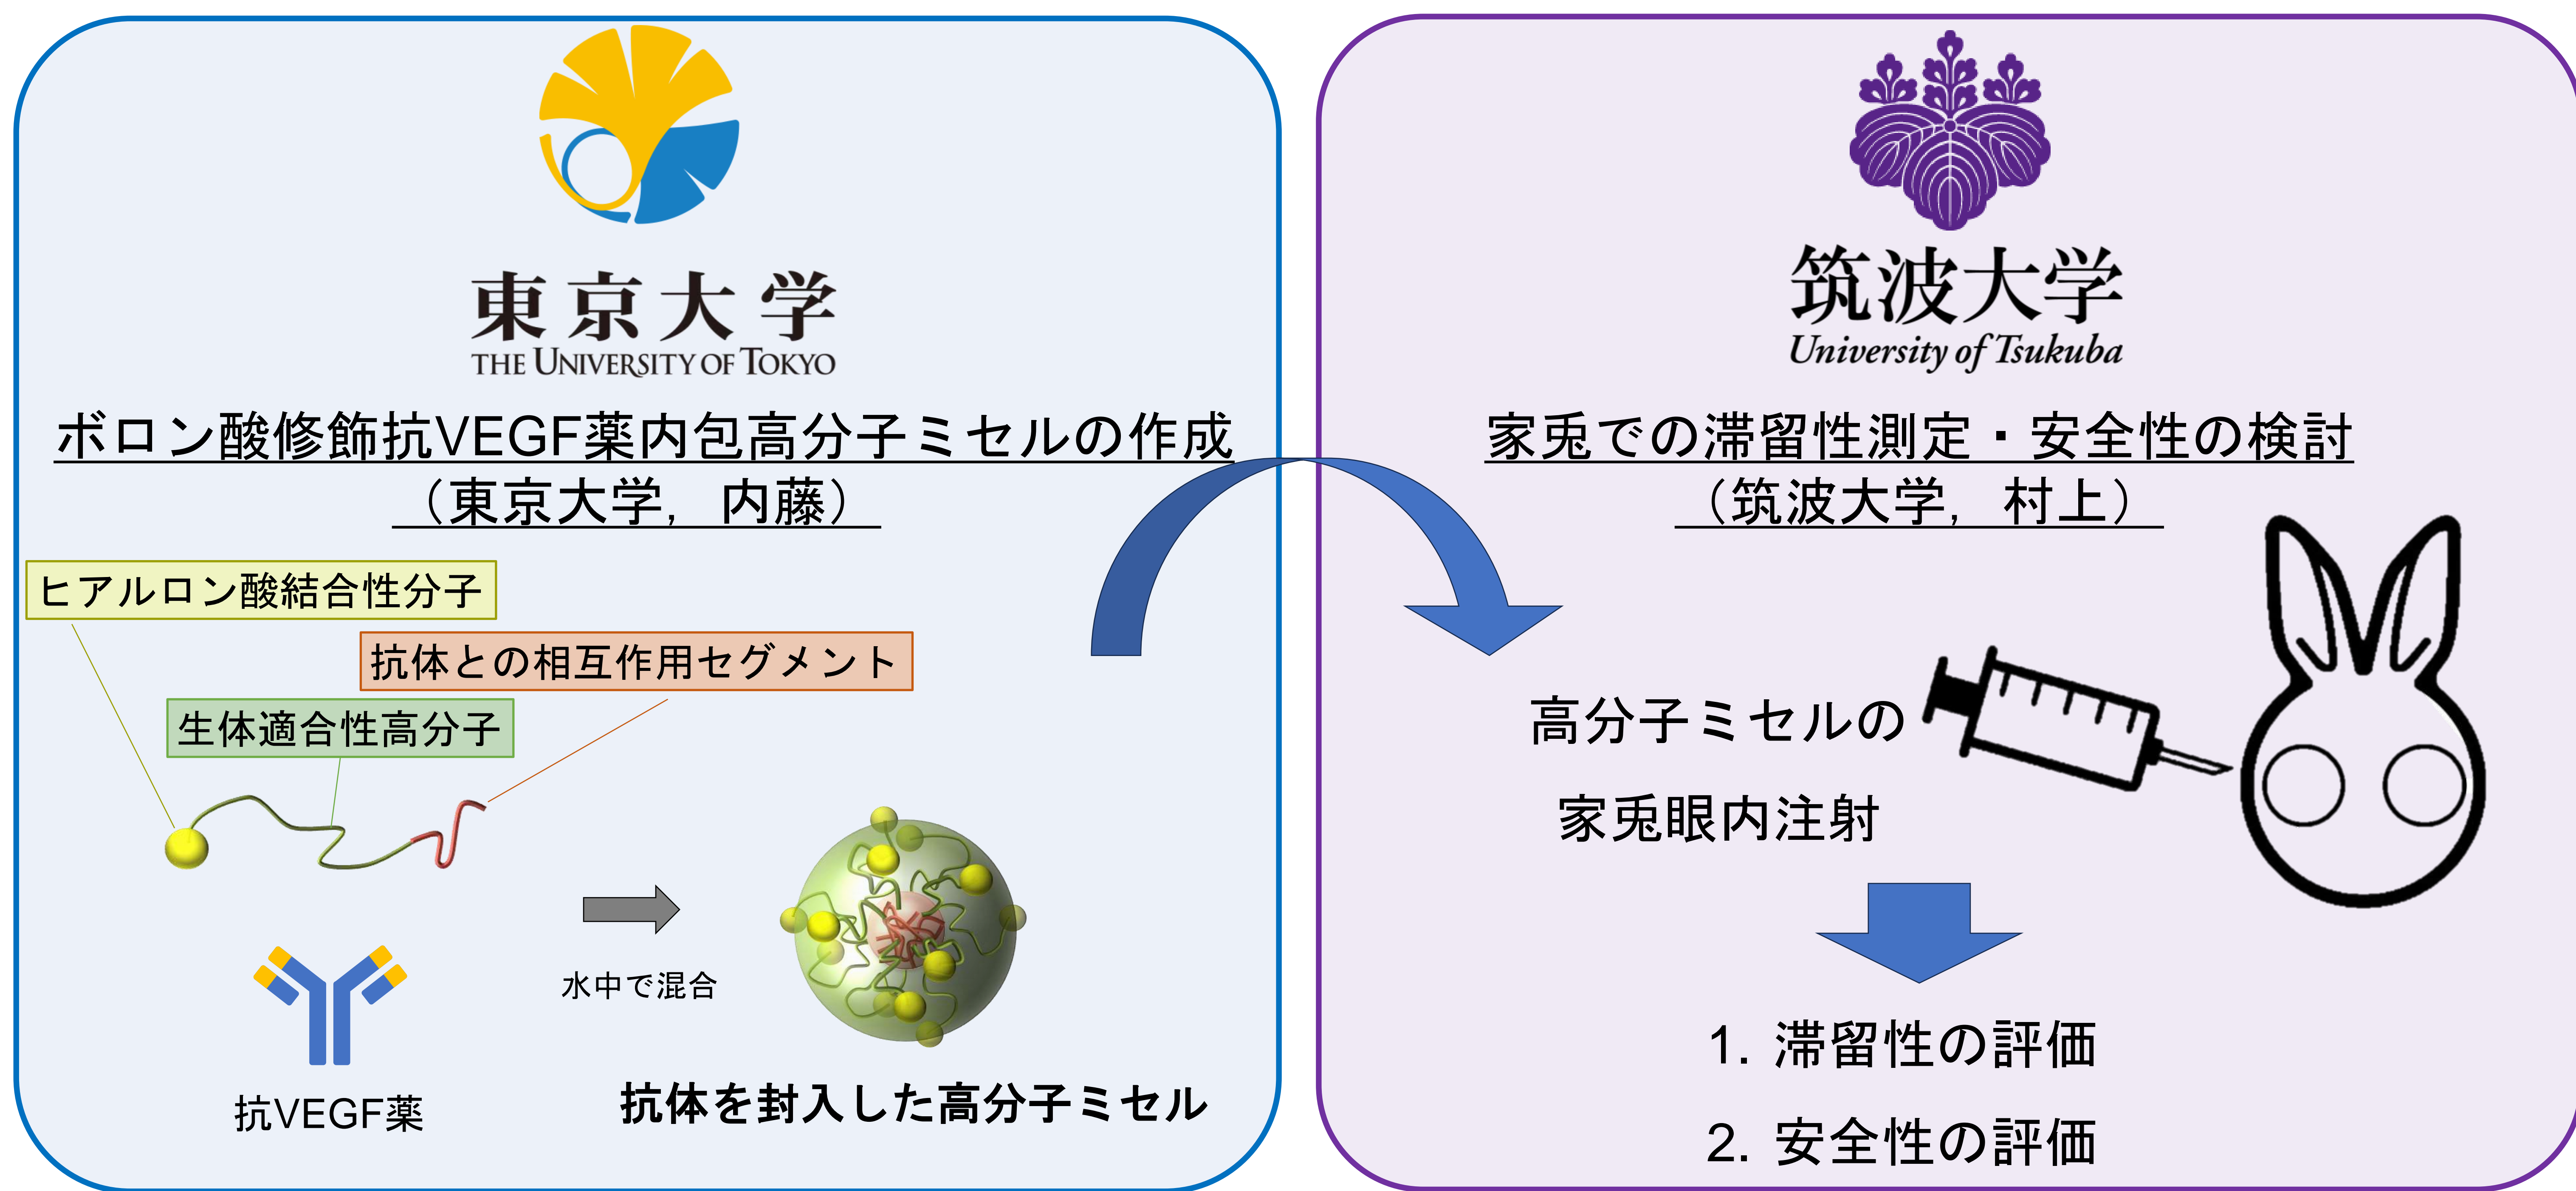 東京大学
THE UNIVERSITY OF TOKYO
ボロン酸修飾抗VEGF薬内包高分子ミセルの作成
（東京大学，内藤）
ヒアルロン酸結合性分子
抗体との相互作用セグメント
生体適合性高分子
水中で混合
抗VEGF薬
抗体を封入した高分子ミセル
筑波大学
University of Tsukuba
家兎での滞留性測定・安全性の検討
（筑波大学，村上）
高分子ミセルの
家兎眼内注射
1. 滞留性の評価
2. 安全性の評価